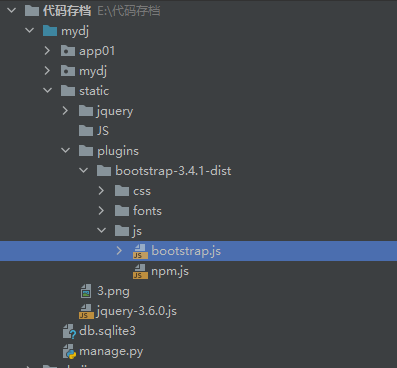 代码存档 E:\代码存档
mydj
app01
mydj
static
jquery
JS
plugins
bootstrap-3.4.1-dist
css
fonts
js
bootstrap.js
npm.js
3.png
jquery-3.6.0.js
db.sqlite3
manage.py